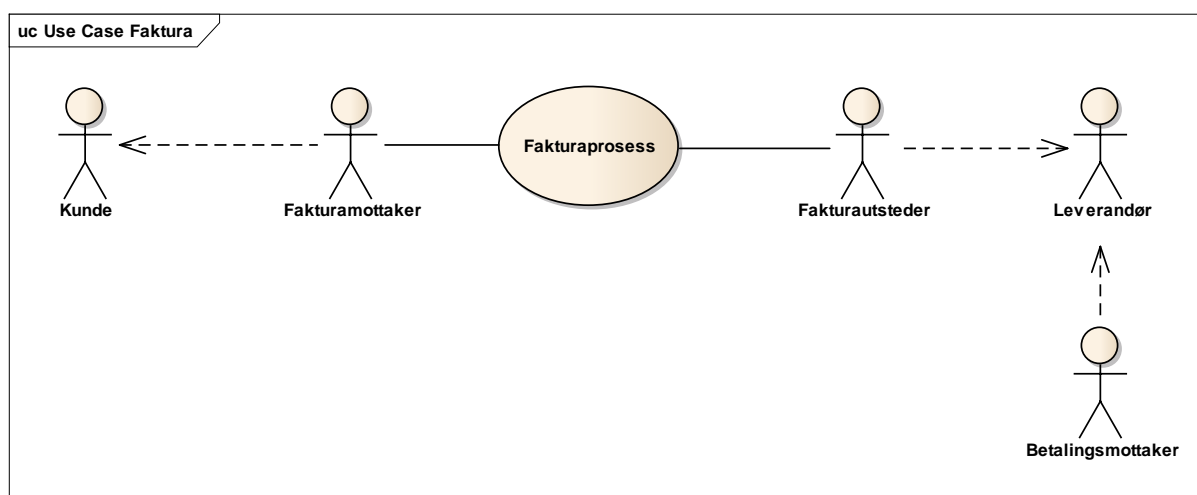 uc Use Case Faktura
Fakturaprosess
Kunde
Fakturamottaker
Fakturautsteder
Leverandør
Betalingsmottaker